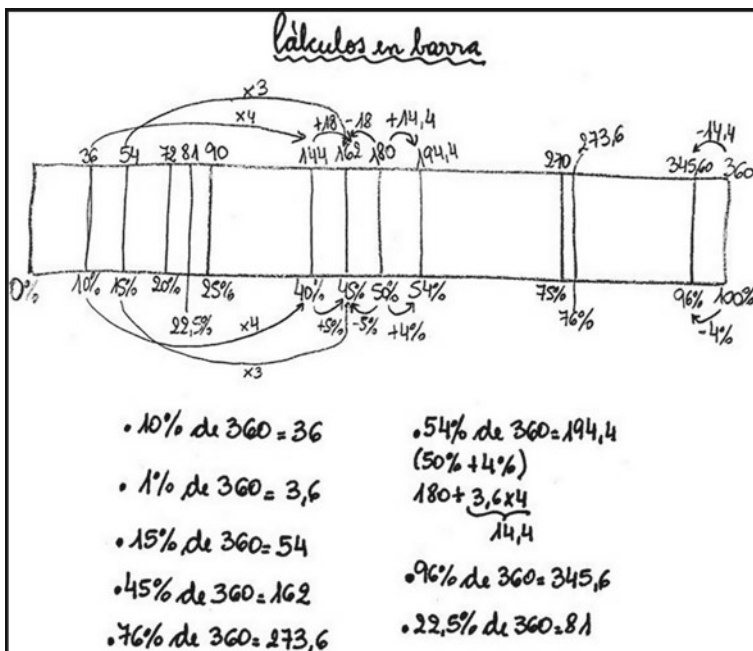 Cálculos en barra
×3
×4 +18 -18 +14,4 273,6 -14,4
36 54 72 81 90 144 162 180 194,4 270 345,60 360
0% 10% 15% 20% 25% 40% 45% 50% 54% 75% 96% 100%
22,5% ×4 +5% -5% +4% 76% -4%
×3
.10% de 360=36
.1% de 360=3,6
.15% de 360=54
.45% de 360=162
.76% de 360=273,6
.54% de 360=194,4
(50%+4%)
180+3,6×4
14,4
.96% de 360=345,6
.22,5% de 360=81